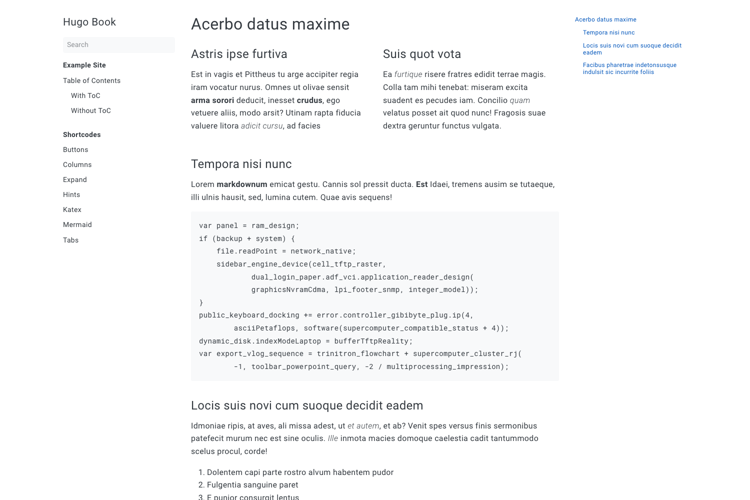 Hugo Book
Search
Example Site
Table of Contents
With ToC
Without ToC
Shortcodes
Buttons
Columns
Expand
Hints
Katex
Mermaid
Tabs
Acerbo datus maxime
Astris ipse furtiva
Est in vagis et Pittheus tu arge accipiter regia
iram vocatur nurus. Omnes ut olivae sensit
arma sorori deducit, inesset crudus, ego
vetuere aliis, modo arsit? Utinam rapta fiducia
valuere litora adicit cursu, ad facies
Suis quot vota
Ea furtique risere fratres edidit terrae magis.
Colla tam mihi tenebat: miseram excita
suadent es pecudes iam. Concilio quam
velatus posset ait quod nunc! Fragosis suae
dextra geruntur functus vulgata.
Tempora nisi nunc
Lorem markdownum emicat gestu. Cannis sol pressit ducta. Est Idaei, tremens ausim se tutaeque,
illi ulnis hausit, sed, lumina cutem. Quae avis sequens!
var panel = ram_design;
if (backup + system) {
    file.readPoint = network_native;
    sidebar_engine_device(cell_tftp_raster,
            dual_login_paper.adf_vci.application_reader_design(
            graphicsNvramCdma, lpi_footer_snmp, integer_model));
}
public_keyboard_docking += error.controller_gibibyte_plug.ip(4,
        asciiPetaflops, software(supercomputer_compatible_status + 4));
dynamic_disk.indexModeLaptop = bufferTftpReality;
var export_vlog_sequence = trinitron_flowchart + supercomputer_cluster_rj(
        -1, toolbar_powerpoint_query, -2 / multiprocessing_impression);
Locis suis novi cum suoque decidit eadem
Idmoniae ripis, at aves, ali missa adest, ut et autem, et ab? Venit spes versus finis sermonibus
patefecit murum nec est sine oculis. Ille inmota macies domoque caelestia cadit tantummodo
scelus procul, corde!
1. Dolentem capi parte rostro alvum habentem pudor
2. Fulgentia sanguine paret
3. E punior consurgit lentus
Acerbo datus maxime
Tempora nisi nunc
Locis suis novi cum suoque decidit
eadem
Facibus pharetrae indetonsusque
indulsit sic incurrite foliis